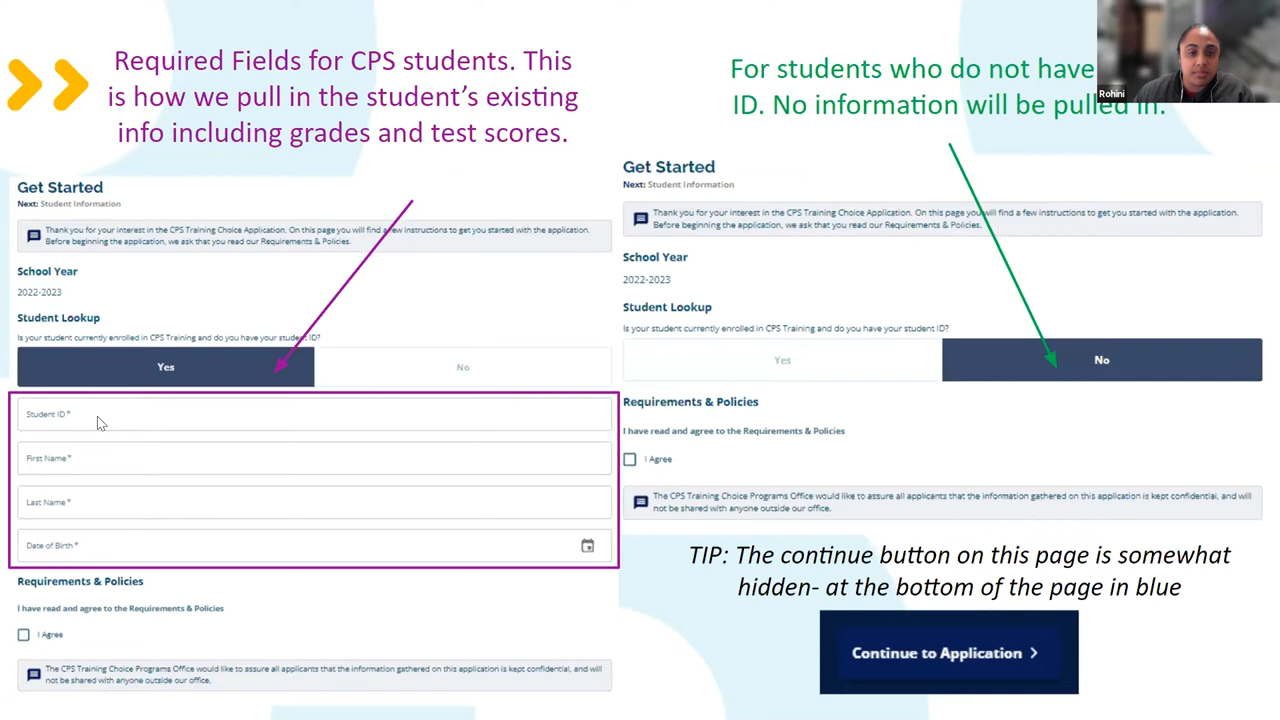 Required Fields for CPS students. This
is how we pull in the student's existing
info including grades and test scores.
Get Started
Next: Student Information
Thank you for your interest in the CPS Training Choice Application. On this page you will find a few instructions to get you started with the application.
Before beginning the application, we ask that you read our Requirements & Policies.
School Year
2022-2023
Student Lookup
Is your student currently enrolled in CPS Training and do you have your student ID?
Yes
No
Student ID*
First Name*
Last Name*
Date of Birth*
Requirements & Policies
I have read and agree to the Requirements & Policies
I Agree
The CPS Training Choice Programs Office would like to assure all applicants that the information gathered on this application is kept confidential, and will
not be shared with anyone outside our office.
For students who do not have
ID. No information will be pulled in.
Rohini
Get Started
Next: Student Information
Thank you for your interest in the CPS Training Choice Application. On this page you will find a few instructions to get you started with the application.
Before beginning the application, we ask that you read our Requirements & Policies.
School Year
2022-2023
Student Lookup
Is your student currently enrolled in CPS Training and do you have your student ID?
Yes
No
Requirements & Policies
I have read and agree to the Requirements & Policies
I Agree
The CPS Training Choice Programs Office would like to assure all applicants that the information gathered on this application is kept confidential, and will
not be shared with anyone outside our office.
TIP: The continue button on this page is somewhat
hidden- at the bottom of the page in blue
Continue to Application >